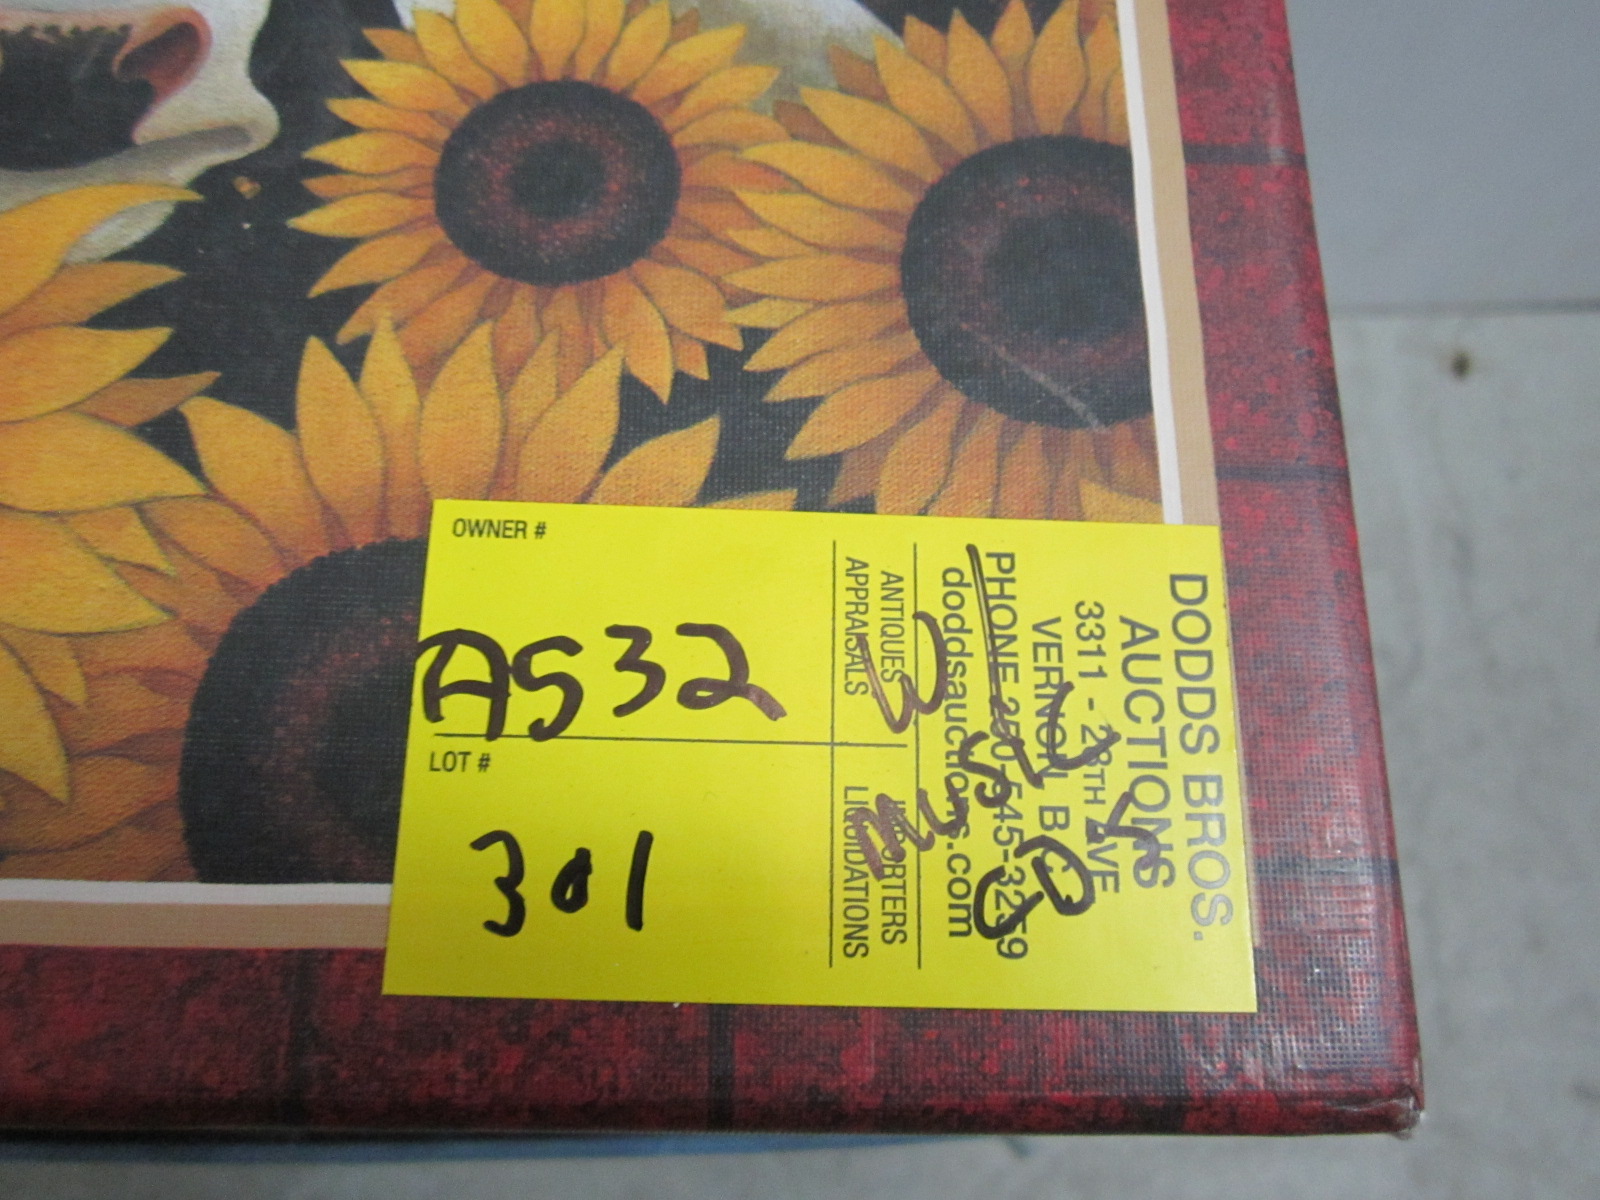 OWNER #
A532
LOT #
301
DODDS BROS.
AUCTIONS
3311 - 28TH AVE
VERNON B.C.
PHONE 250-545-3259
doddsauctions.com
ANTIQUES
APPRAISALS
IMPORTERS
LIQUIDATIONS